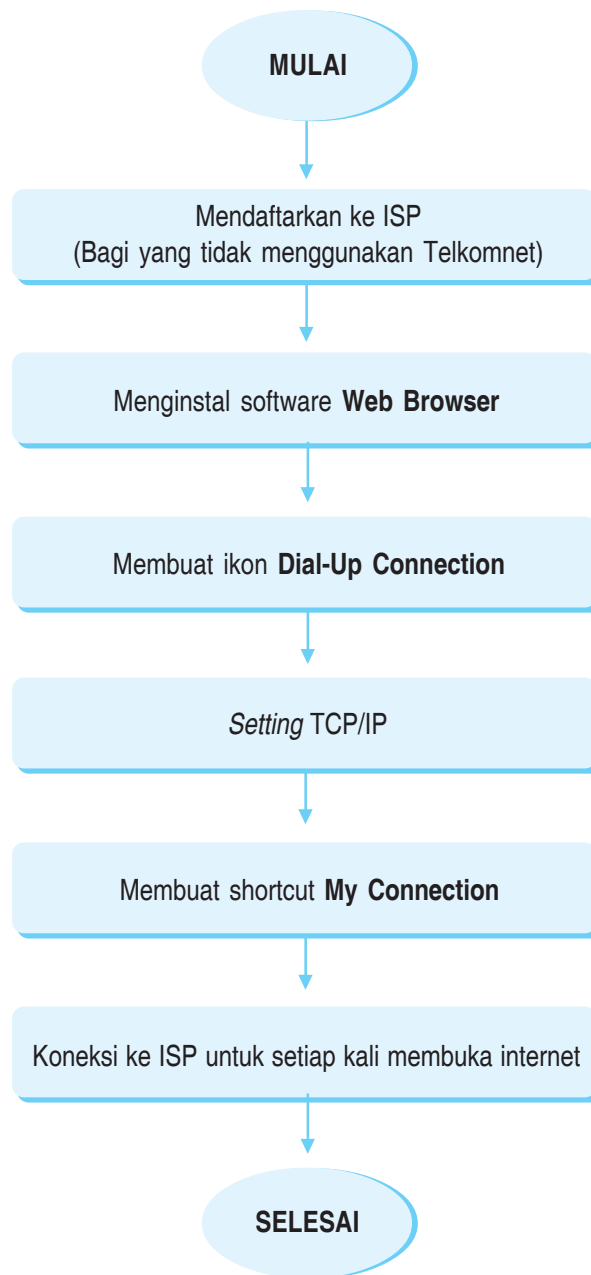 MULAI
Mendaftarkan ke ISP
(Bagi yang tidak menggunakan Telkomnet)
Menginstal software Web Browser
Membuat ikon Dial-Up Connection
Setting TCP/IP
Membuat shortcut My Connection
Koneksi ke ISP untuk setiap kali membuka internet
SELESAI